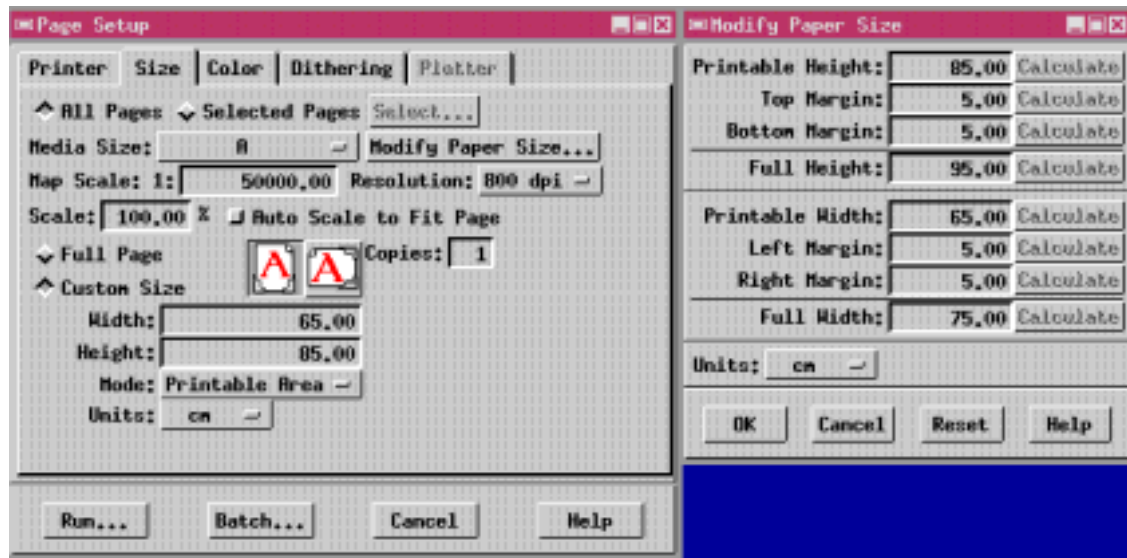 Page Setup
Printer Size Color Dithering Plotter
All Pages Selected Pages Select...
Media Size: A Modify Paper Size...
Map Scale: 1: 50000.00 Resolution: 800 dpi
Scale: 100.00 % Auto Scale to Fit Page
Full Page A A Copies: 1
Custom Size
Width: 65.00
Height: 85.00
Mode: Printable Area
Units: cm
Run... Batch... Cancel Help
Modify Paper Size
Printable Height: 85.00 Calculate
Top Margin: 5.00 Calculate
Bottom Margin: 5.00 Calculate
Full Height: 95.00 Calculate
Printable Width: 65.00 Calculate
Left Margin: 5.00 Calculate
Right Margin: 5.00 Calculate
Full Width: 75.00 Calculate
Units: cm
OK Cancel Reset Help